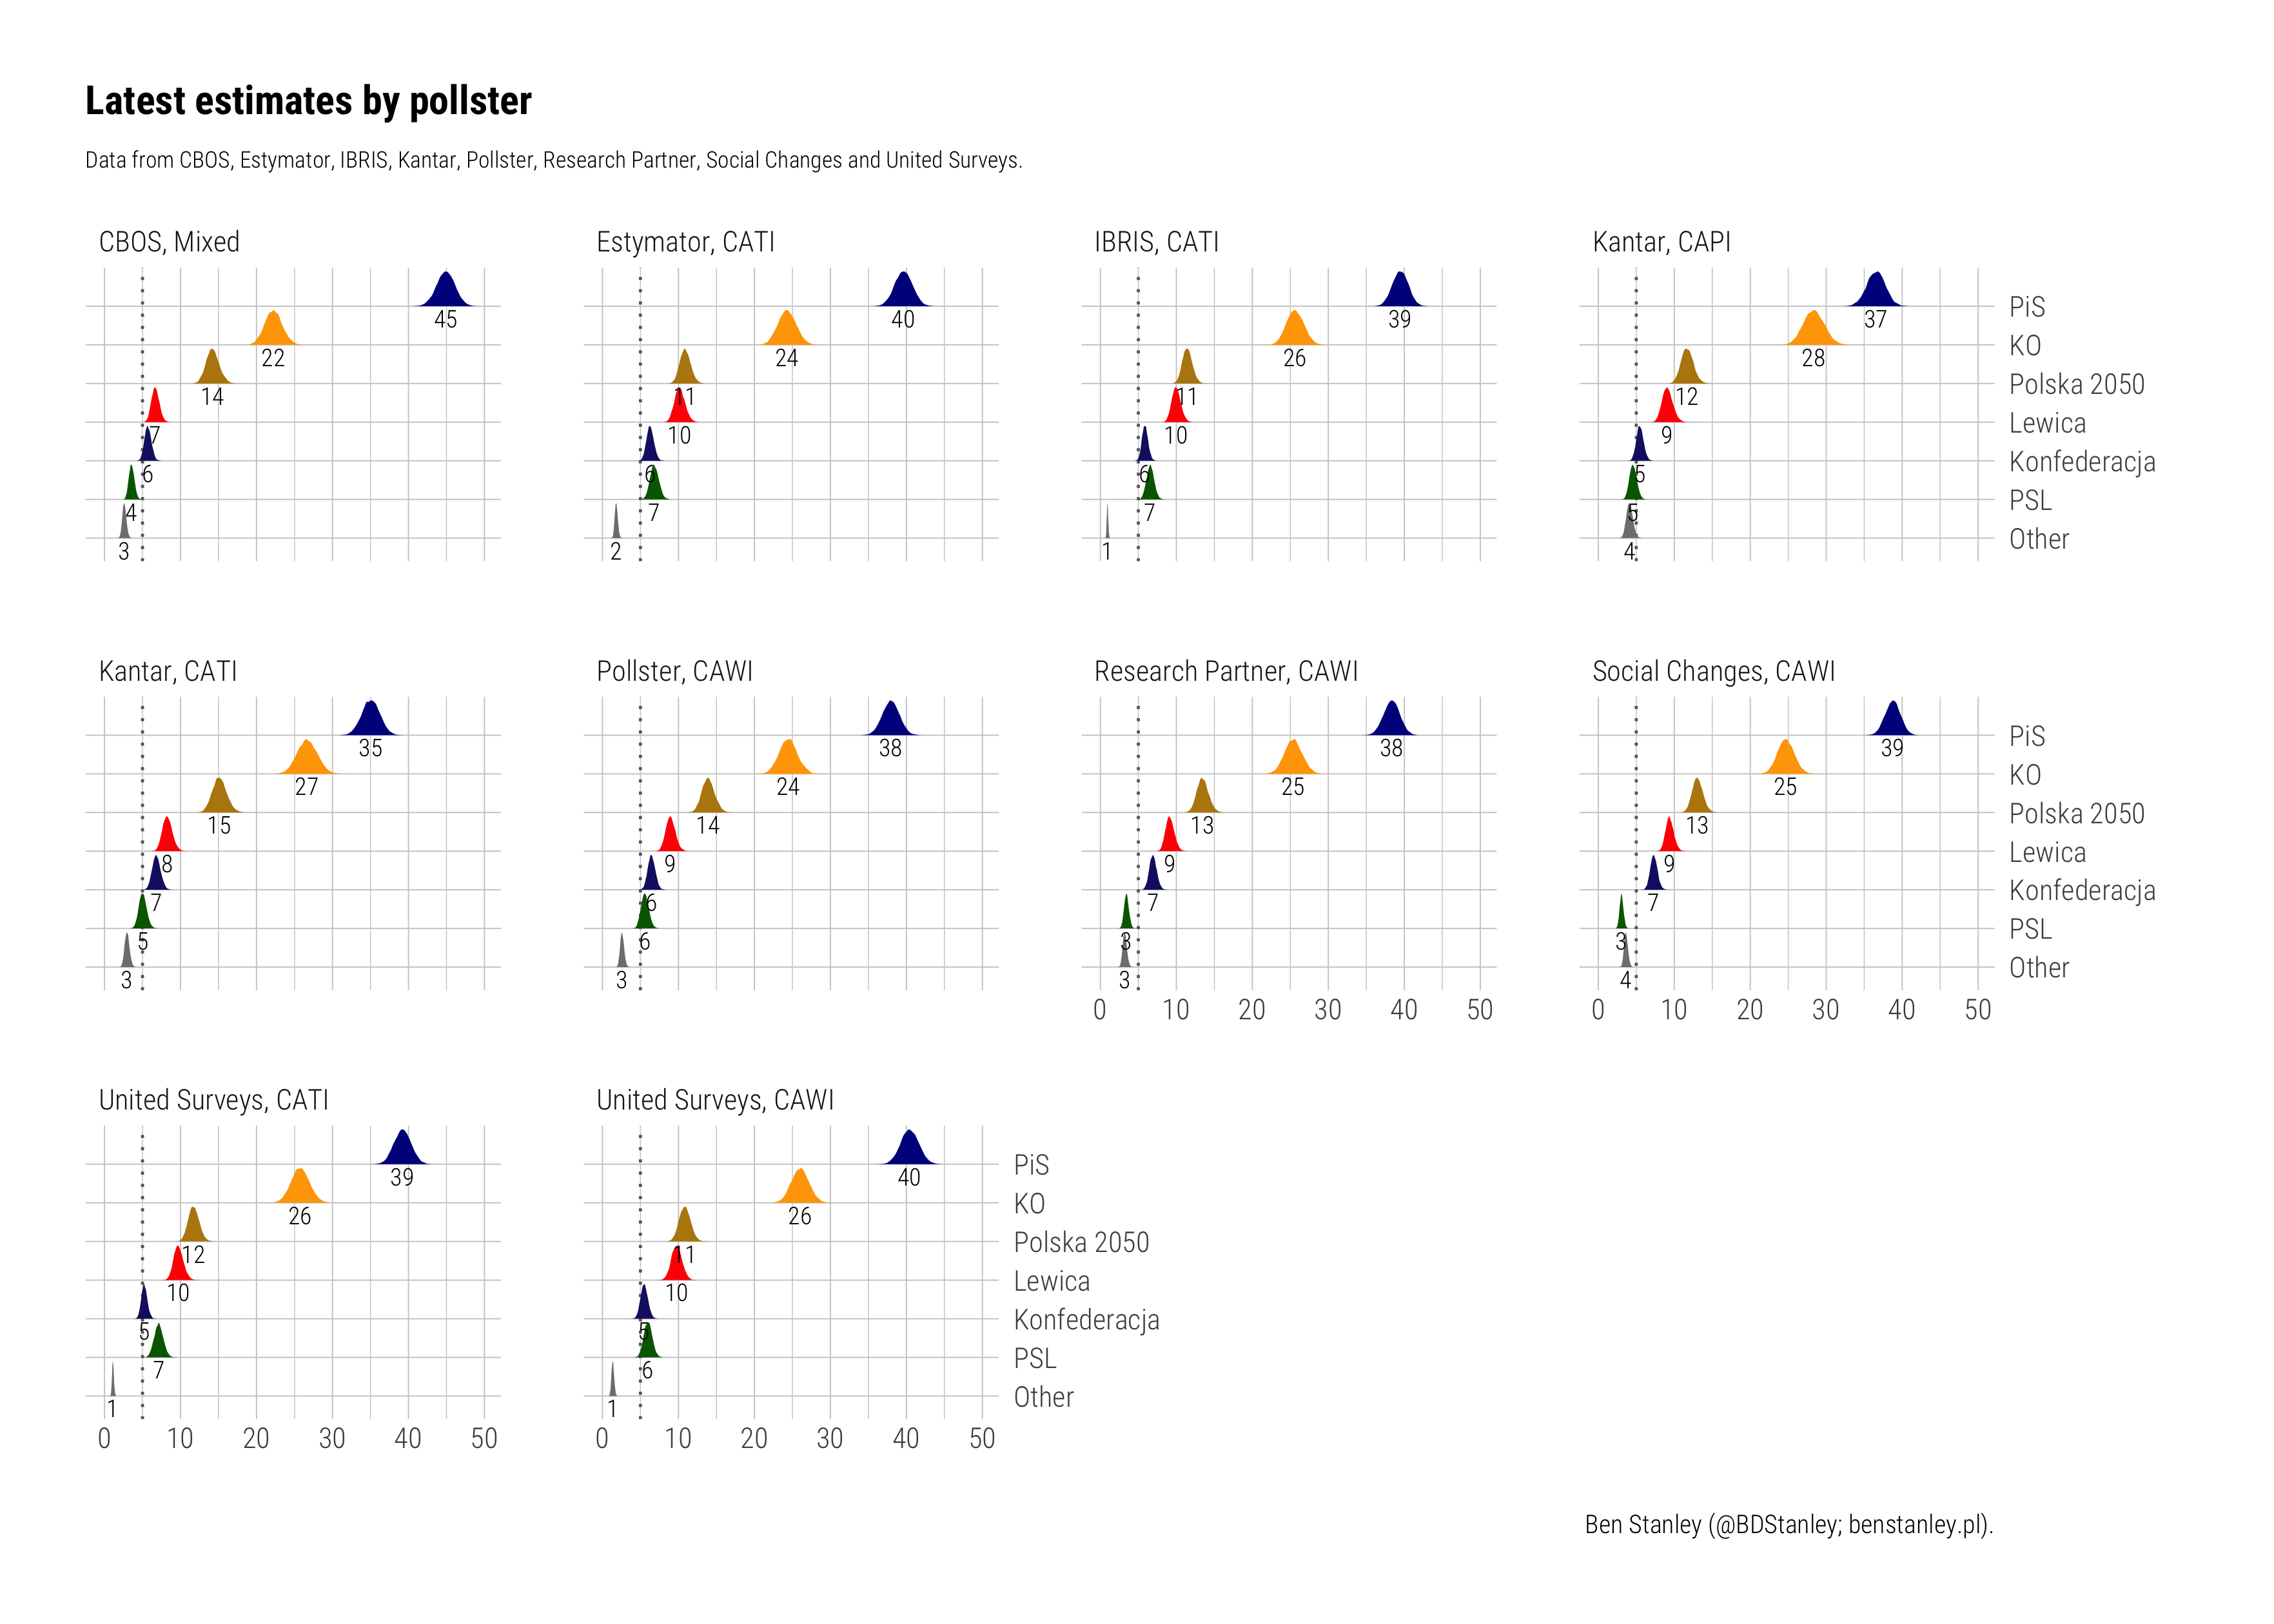 Latest estimates by pollster
Data from CBOS, Estymator, IBRIS, Kantar, Pollster, Research Partner, Social Changes and United Surveys.
CBOS, Mixed
45
22
14
7
6
4
3
Estymator, CATI
40
24
11
10
6
7
2
IBRIS, CATI
39
26
11
10
6
7
1
Kantar, CAPI
37
28
12
9
5
5
4
PiS
KO
Polska 2050
Lewica
Konfederacja
PSL
Other
Kantar, CATI
35
27
15
8
7
5
3
Pollster, CAWI
38
24
14
9
6
6
3
Research Partner, CAWI
38
25
13
9
7
3
3
0 10 20 30 40 50
Social Changes, CAWI
39
25
13
9
7
3
4
0 10 20 30 40 50
PiS
KO
Polska 2050
Lewica
Konfederacja
PSL
Other
United Surveys, CATI
39
26
12
10
5
7
1
0 10 20 30 40 50
United Surveys, CAWI
40
26
11
10
5
6
1
0 10 20 30 40 50
PiS
KO
Polska 2050
Lewica
Konfederacja
PSL
Other
Ben Stanley (@BDStanley; benstanley.pl).